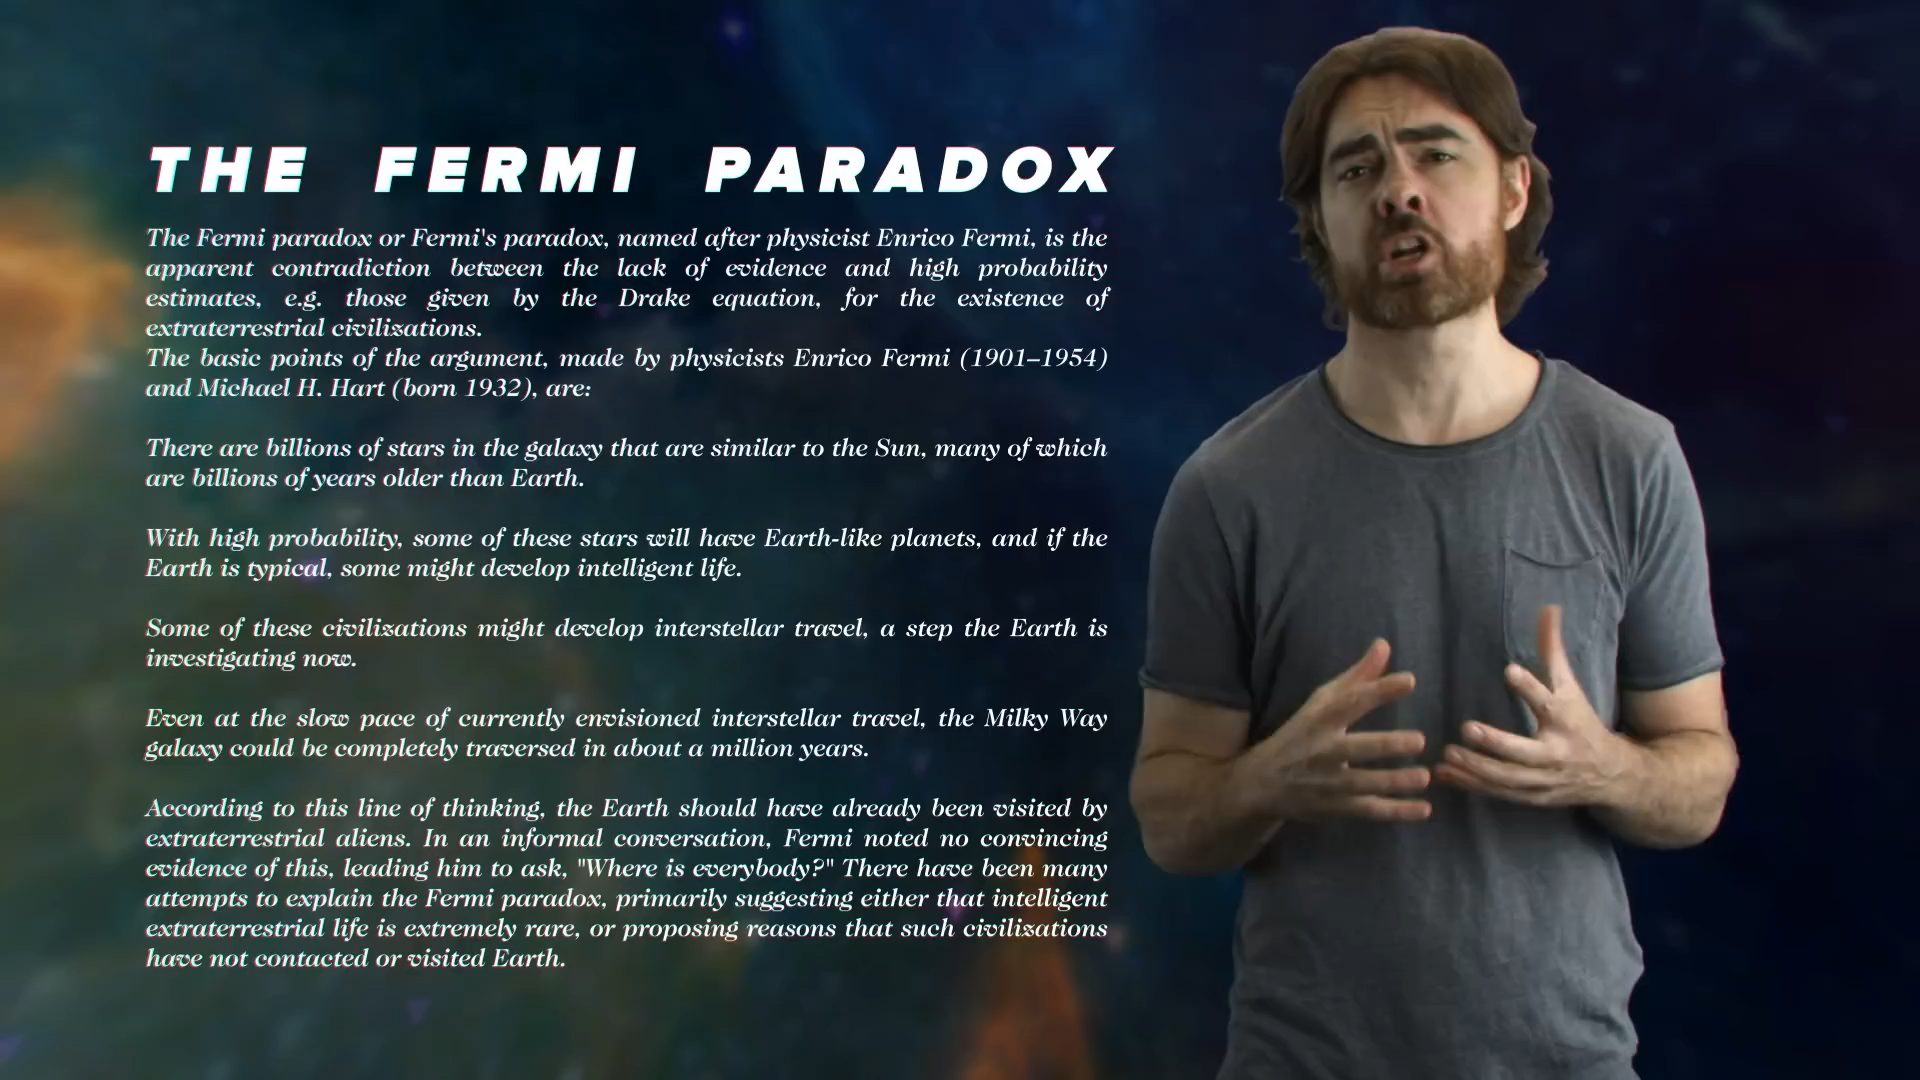 THE FERMI PARADOX
The Fermi paradox or Fermi's paradox, named after physicist Enrico Fermi, is the
apparent contradiction between the lack of evidence and high probability
estimates, e.g. those given by the Drake equation, for the existence of
extraterrestrial civilizations.
The basic points of the argument, made by physicists Enrico Fermi (1901–1954)
and Michael H. Hart (born 1932), are:
There are billions of stars in the galaxy that are similar to the Sun, many of which
are billions of years older than Earth.
With high probability, some of these stars will have Earth-like planets, and if the
Earth is typical, some might develop intelligent life.
Some of these civilizations might develop interstellar travel, a step the Earth is
investigating now.
Even at the slow pace of currently envisioned interstellar travel, the Milky Way
galaxy could be completely traversed in about a million years.
According to this line of thinking, the Earth should have already been visited by
extraterrestrial aliens. In an informal conversation, Fermi noted no convincing
evidence of this, leading him to ask, "Where is everybody?" There have been many
attempts to explain the Fermi paradox, primarily suggesting either that intelligent
extraterrestrial life is extremely rare, or proposing reasons that such civilizations
have not contacted or visited Earth.